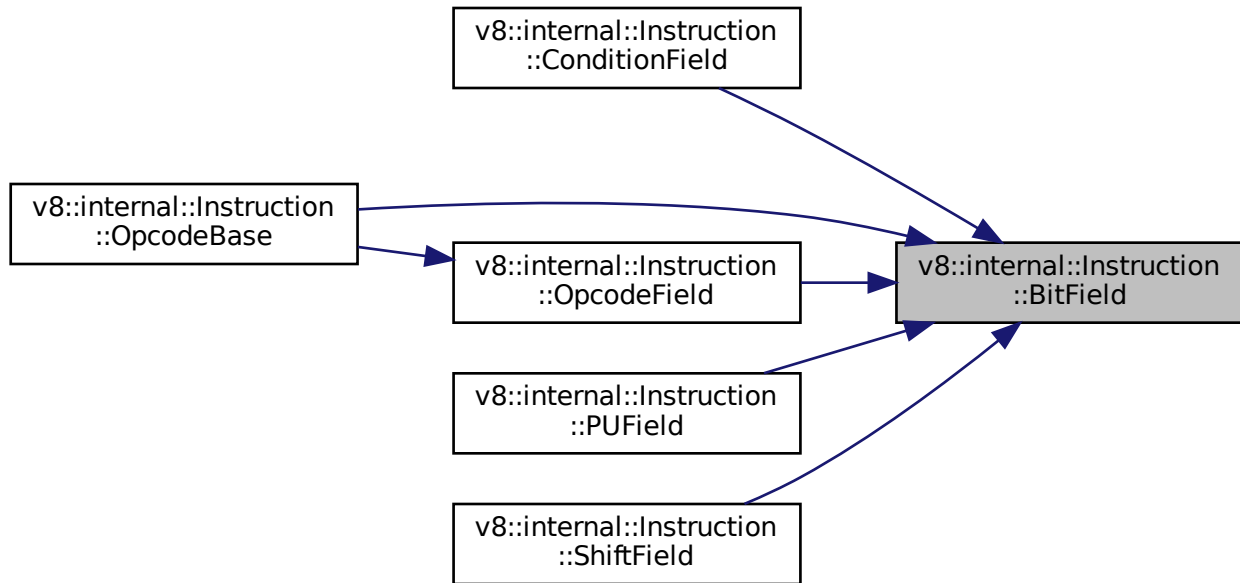 v8::internal::Instruction
::ConditionField
v8::internal::Instruction
::OpcodeBase
v8::internal::Instruction
::OpcodeField
v8::internal::Instruction
::BitField
v8::internal::Instruction
::PUField
v8::internal::Instruction
::ShiftField